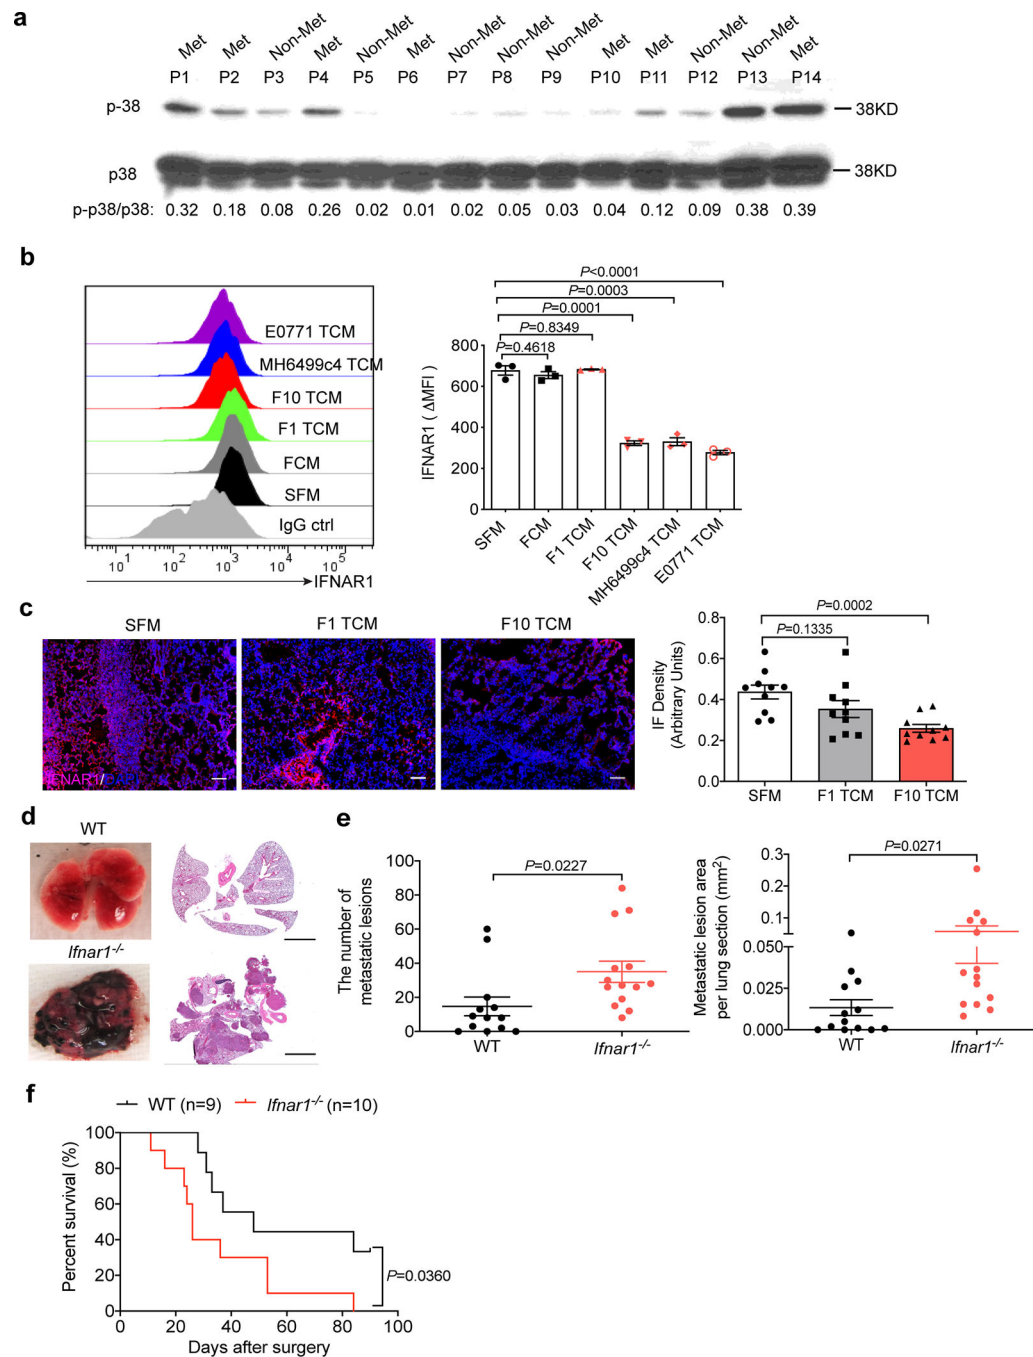 a
Met Met Non-Met Met Non-Met Met Non-Met Non-Met Non-Met Met Met Non-Met Non-Met Met
P1 P2 P3 P4 P5 P6 P7 P8 P9 P10 P11 P12 P13 P14
p-38 38KD
p38 38KD
p-p38/p38: 0.32 0.18 0.08 0.26 0.02 0.01 0.02 0.05 0.03 0.04 0.12 0.09 0.38 0.39
b
E0771 TCM
MH6499c4 TCM
F10 TCM
F1 TCM
FCM
SFM
IgG ctrl
10¹ 10² 10³ 10⁴ 10⁵
IFNAR1
P<0.0001
P=0.0003
P=0.0001
P=0.8349
P=0.4618
IFNAR1 ( ΔMFI )
800
600
400
200
0
SFM FCM F1 TCM F10 TCM MH6499c4 TCM E0771 TCM
c
SFM F1 TCM F10 TCM
IFNAR1/DAPI
P=0.0002
P=0.1335
IF Density
(Arbitrary Units)
0.8
0.6
0.4
0.2
0.0
SFM F1 TCM F10 TCM
d
WT
Ifnar1⁻/⁻
e
P=0.0227
The number of
metastatic lesions
100
80
60
40
20
0
WT Ifnar1⁻/⁻
P=0.0271
Metastatic lesion area
per lung section (mm²)
0.3
0.2
0.1
0.050
0.025
0.000
WT Ifnar1⁻/⁻
f
WT (n=9) Ifnar1⁻/⁻ (n=10)
Percent survival (%)
100
80
60
40
20
0
P=0.0360
0 20 40 60 80 100
Days after surgery